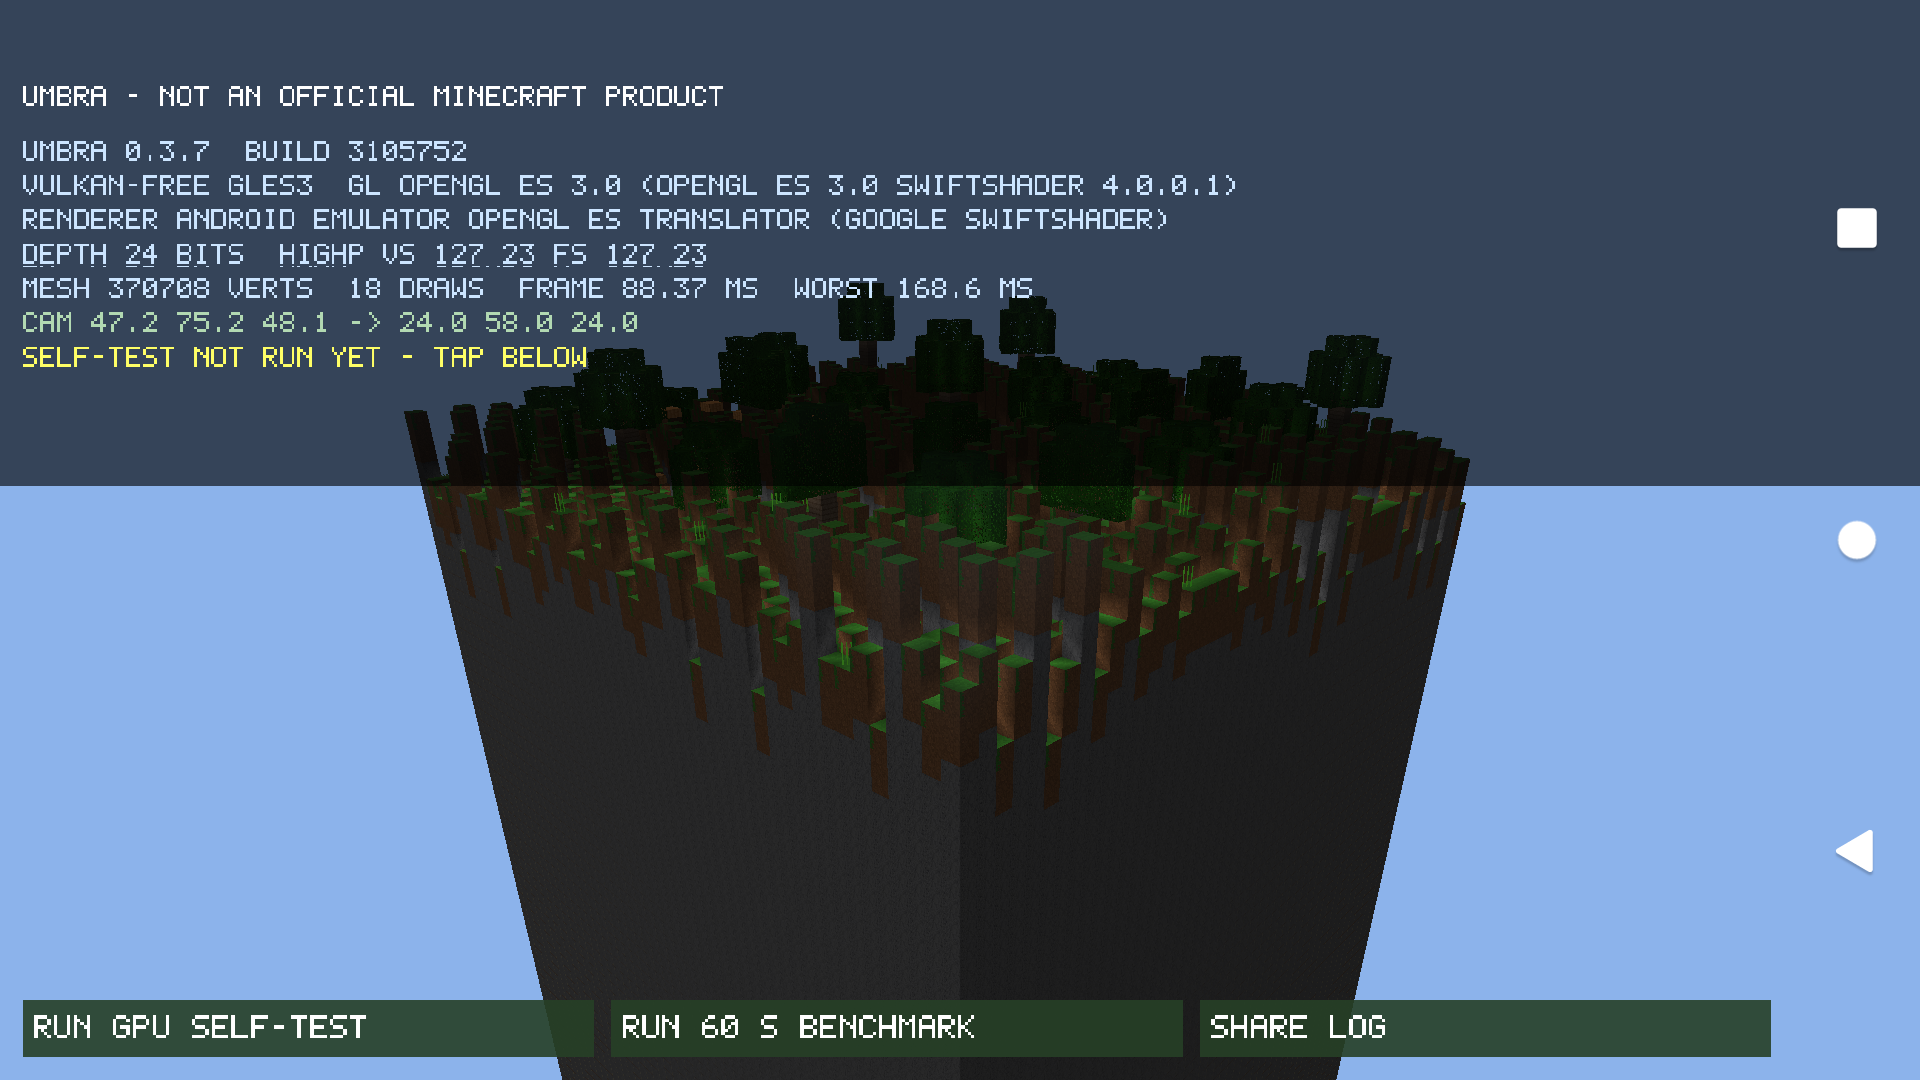 UMBRA - NOT AN OFFICIAL MINECRAFT PRODUCT
UMBRA 0.3.7  BUILD 3105752
VULKAN-FREE GLES3  GL OPENGL ES 3.0 (OPENGL ES 3.0 SWIFTSHADER 4.0.0.1)
RENDERER ANDROID EMULATOR OPENGL ES TRANSLATOR (GOOGLE SWIFTSHADER)
DEPTH 24 BITS  HIGHP VS 127 23 FS 127 23
MESH 370708 VERTS  18 DRAWS  FRAME 88.37 MS  WORST 168.6 MS
CAM 47.2 75.2 48.1 -> 24.0 58.0 24.0
SELF-TEST NOT RUN YET - TAP BELOW
RUN GPU SELF-TEST
RUN 60 S BENCHMARK
SHARE LOG